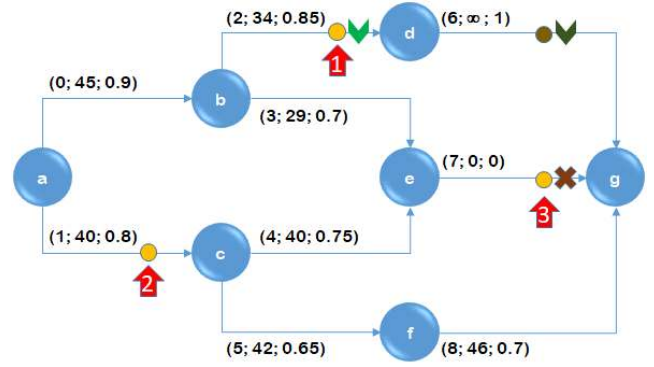 (2; 34; 0.85)
d
(6; ∞ ; 1)
1
(0; 45; 0.9)
b
(3; 29; 0.7)
a
e
(7; 0; 0)
g
3
(1; 40; 0.8)
c
(4; 40; 0.75)
2
f
(5; 42; 0.65)
(8; 46; 0.7)